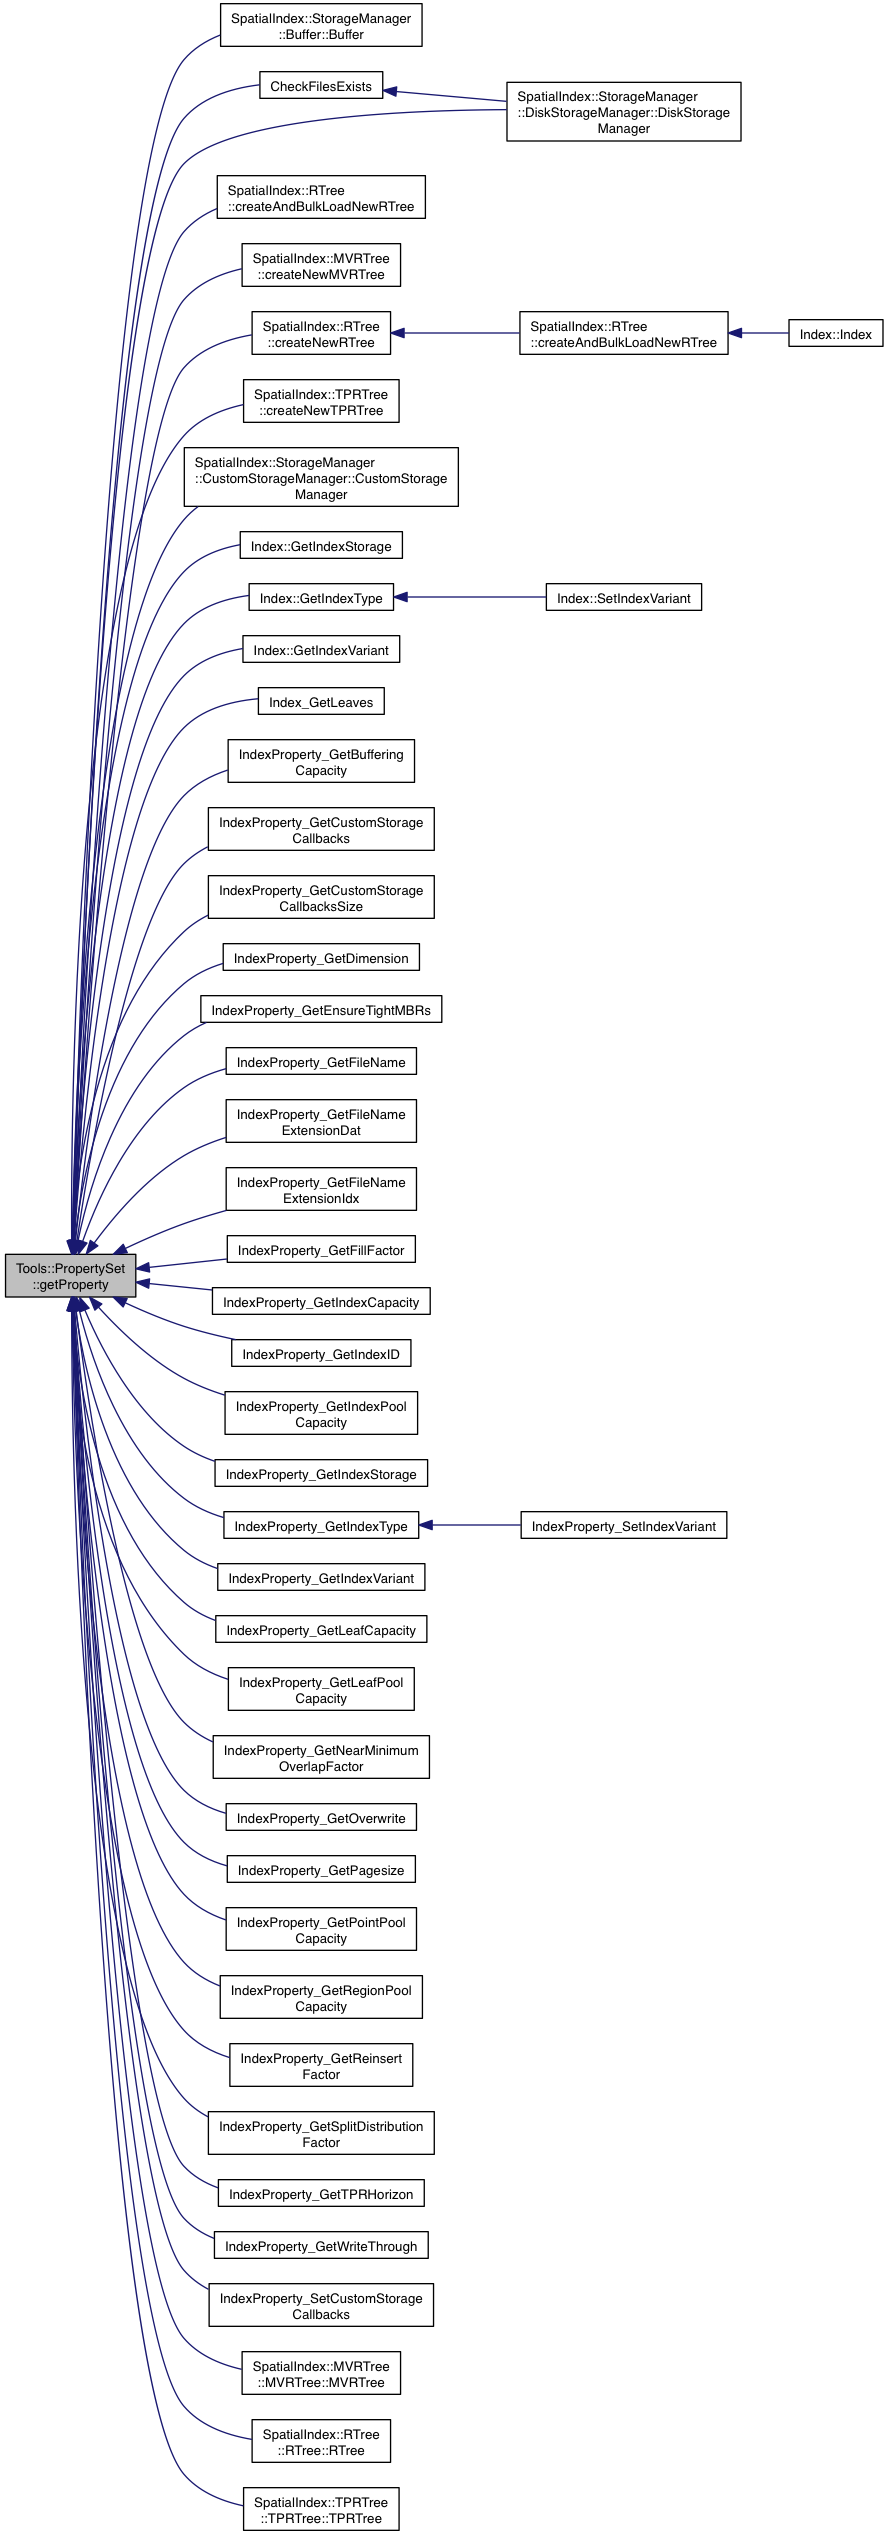 SpatialIndex::StorageManager
::Buffer::Buffer
CheckFilesExists
SpatialIndex::StorageManager
::DiskStorageManager::DiskStorage
Manager
SpatialIndex::RTree
::createAndBulkLoadNewRTree
SpatialIndex::MVRTree
::createNewMVRTree
SpatialIndex::RTree
::createNewRTree
SpatialIndex::RTree
::createAndBulkLoadNewRTree
Index::Index
SpatialIndex::TPRTree
::createNewTPRTree
SpatialIndex::StorageManager
::CustomStorageManager::CustomStorage
Manager
Index::GetIndexStorage
Index::GetIndexType
Index::SetIndexVariant
Index::GetIndexVariant
Index_GetLeaves
IndexProperty_GetBuffering
Capacity
IndexProperty_GetCustomStorage
Callbacks
IndexProperty_GetCustomStorage
CallbacksSize
IndexProperty_GetDimension
IndexProperty_GetEnsureTightMBRs
IndexProperty_GetFileName
IndexProperty_GetFileName
ExtensionDat
IndexProperty_GetFileName
ExtensionIdx
IndexProperty_GetFillFactor
Tools::PropertySet
::getProperty
IndexProperty_GetIndexCapacity
IndexProperty_GetIndexID
IndexProperty_GetIndexPool
Capacity
IndexProperty_GetIndexStorage
IndexProperty_GetIndexType
IndexProperty_SetIndexVariant
IndexProperty_GetIndexVariant
IndexProperty_GetLeafCapacity
IndexProperty_GetLeafPool
Capacity
IndexProperty_GetNearMinimum
OverlapFactor
IndexProperty_GetOverwrite
IndexProperty_GetPagesize
IndexProperty_GetPointPool
Capacity
IndexProperty_GetRegionPool
Capacity
IndexProperty_GetReinsert
Factor
IndexProperty_GetSplitDistribution
Factor
IndexProperty_GetTPRHorizon
IndexProperty_GetWriteThrough
IndexProperty_SetCustomStorage
Callbacks
SpatialIndex::MVRTree
::MVRTree::MVRTree
SpatialIndex::RTree
::RTree::RTree
SpatialIndex::TPRTree
::TPRTree::TPRTree